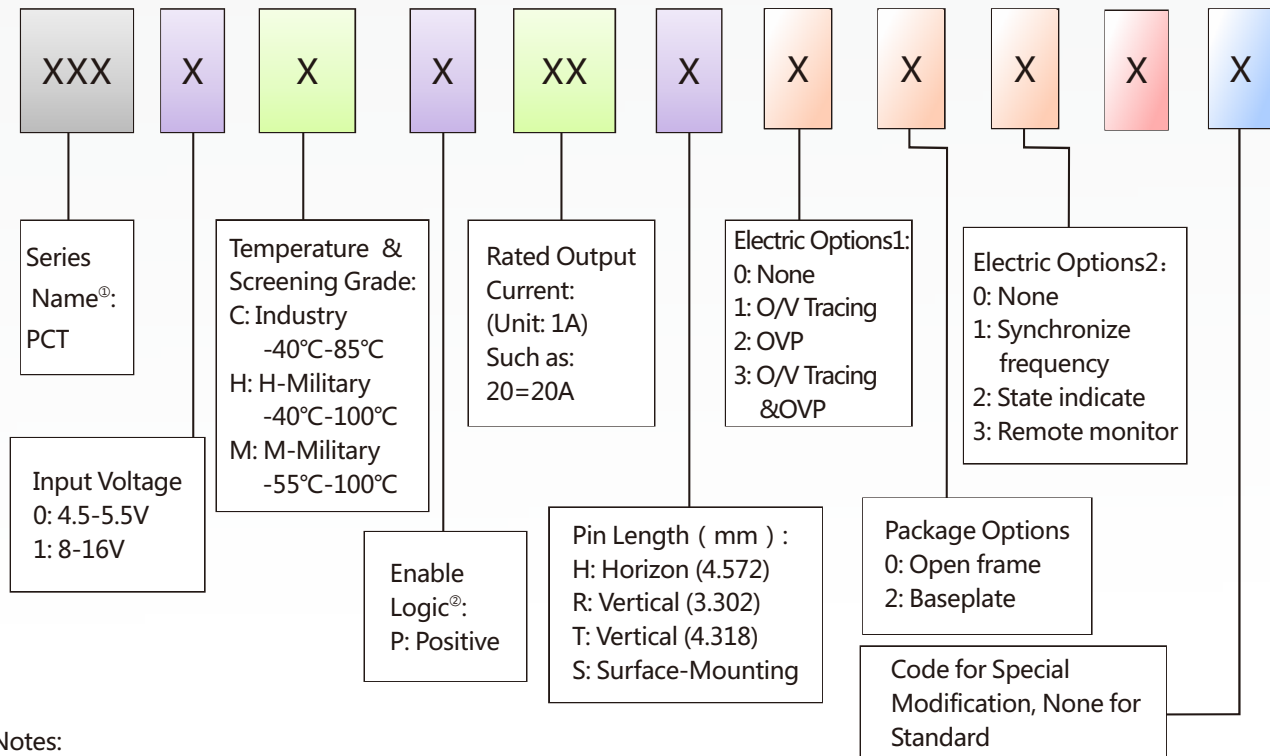 XXX X X X XX X X X X X X
Series
Name①:
PCT
Input Voltage
0: 4.5-5.5V
1: 8-16V
Temperature &
Screening Grade:
C: Industry
-40℃-85℃
H: H-Military
-40℃-100℃
M: M-Military
-55℃-100℃
Enable
Logic②:
P: Positive
Rated Output
Current:
(Unit: 1A)
Such as:
20=20A
Pin Length ( mm ) :
H: Horizon (4.572)
R: Vertical (3.302)
T: Vertical (4.318)
S: Surface-Mounting
Electric Options1:
0: None
1: O/V Tracing
2: OVP
3: O/V Tracing
&OVP
Package Options
0: Open frame
2: Baseplate
Electric Options2：
0: None
1: Synchronize
frequency
2: State indicate
3: Remote monitor
Code for Special
Modification, None for
Standard
Notes: